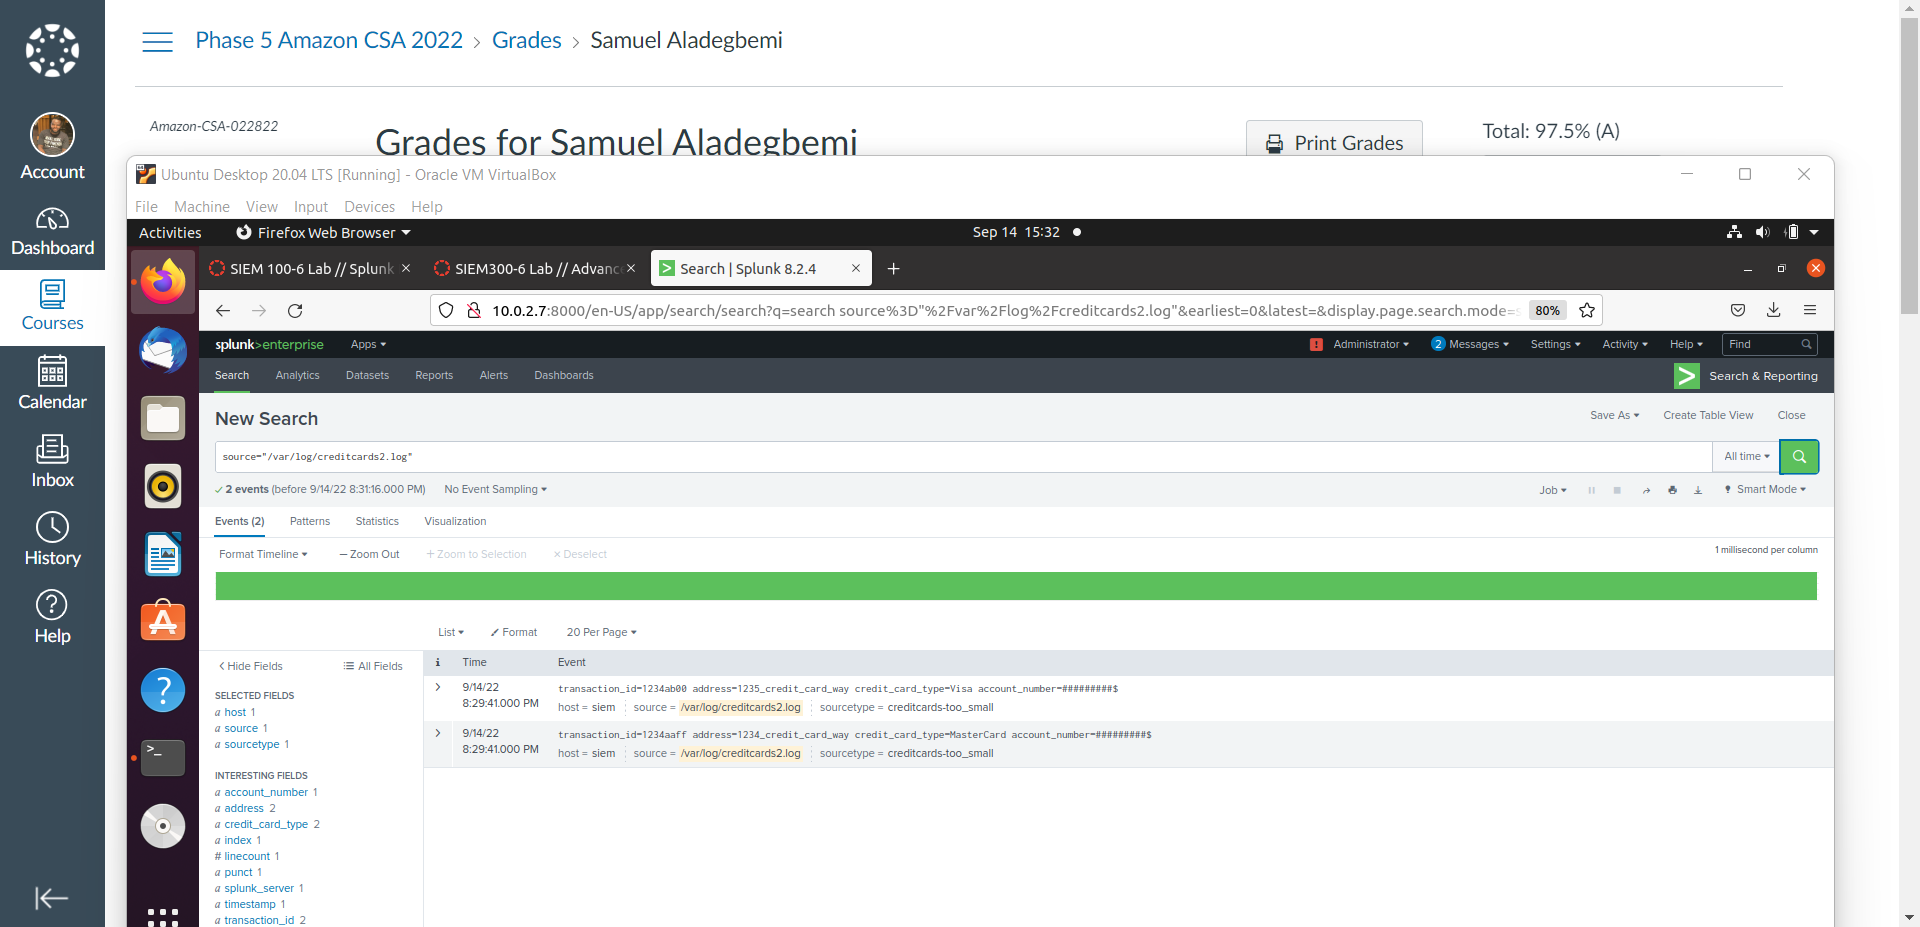 Phase 5 Amazon CSA 2022 › Grades › Samuel Aladegbemi
Amazon-CSA-022822
Grades for Samuel Aladegbemi
Print Grades
Total: 97.5% (A)
Account
Dashboard
Courses
Calendar
Inbox
History
Help
Ubuntu Desktop 20.04 LTS [Running] - Oracle VM VirtualBox
File Machine View Input Devices Help
Activities Firefox Web Browser Sep 14 15:32
SIEM 100-6 Lab // Splunk SIEM300-6 Lab // Advanc Search | Splunk 8.2.4
10.0.2.7:8000/en-US/app/search/search?q=search source%3D"%2Fvar%2Flog%2Fcreditcards2.log"&earliest=0&latest=&display.page.search.mode=s 80%
splunk>enterprise Apps Administrator 2 Messages Settings Activity Help Find
Search Analytics Datasets Reports Alerts Dashboards Search & Reporting
New Search Save As Create Table View Close
source="/var/log/creditcards2.log" All time
2 events (before 9/14/22 8:31:16.000 PM) No Event Sampling Job Smart Mode
Events (2) Patterns Statistics Visualization
Format Timeline — Zoom Out + Zoom to Selection × Deselect 1 millisecond per column
List Format 20 Per Page
< Hide Fields All Fields
SELECTED FIELDS
a host 1
a source 1
a sourcetype 1
INTERESTING FIELDS
a account_number 1
a address 2
a credit_card_type 2
a index 1
# linecount 1
a punct 1
a splunk_server 1
a timestamp 1
a transaction_id 2
i Time Event
9/14/22
8:29:41.000 PM
transaction_id=1234ab00 address=1235_credit_card_way credit_card_type=Visa account_number=#########$
host = siem source = /var/log/creditcards2.log sourcetype = creditcards-too_small
9/14/22
8:29:41.000 PM
transaction_id=1234aaff address=1234_credit_card_way credit_card_type=MasterCard account_number=#########$
host = siem source = /var/log/creditcards2.log sourcetype = creditcards-too_small